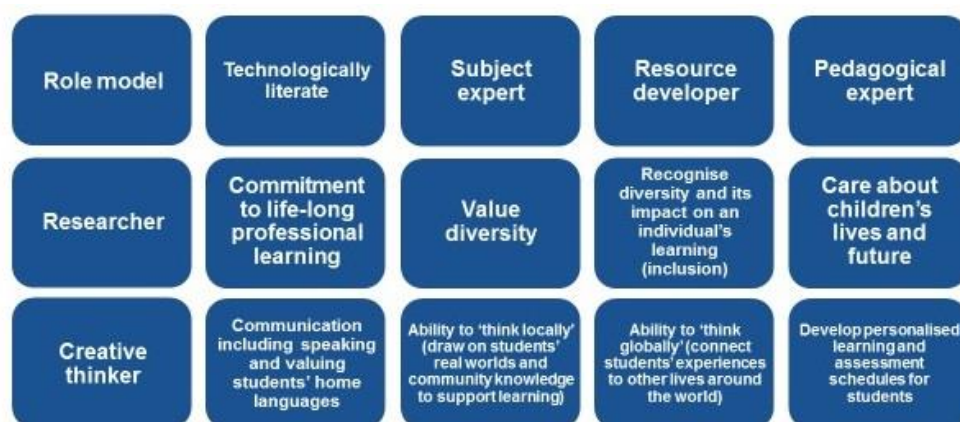 Role model
Technologically
literate
Subject
expert
Resource
developer
Pedagogical
expert
Researcher
Commitment
to life-long
professional
learning
Value
diversity
Recognise
diversity and its
impact on an
individual's
learning
(inclusion)
Care about
children's
lives and
future
Creative
thinker
Communication
including speaking
and valuing
students' home
languages
Ability to 'think locally'
(draw on students'
real worlds and
community knowledge
to support learning)
Ability to 'think
globally' (connect
students' experiences
to other lives around
the world)
Develop personalised
learning and
assessment
schedules for
students